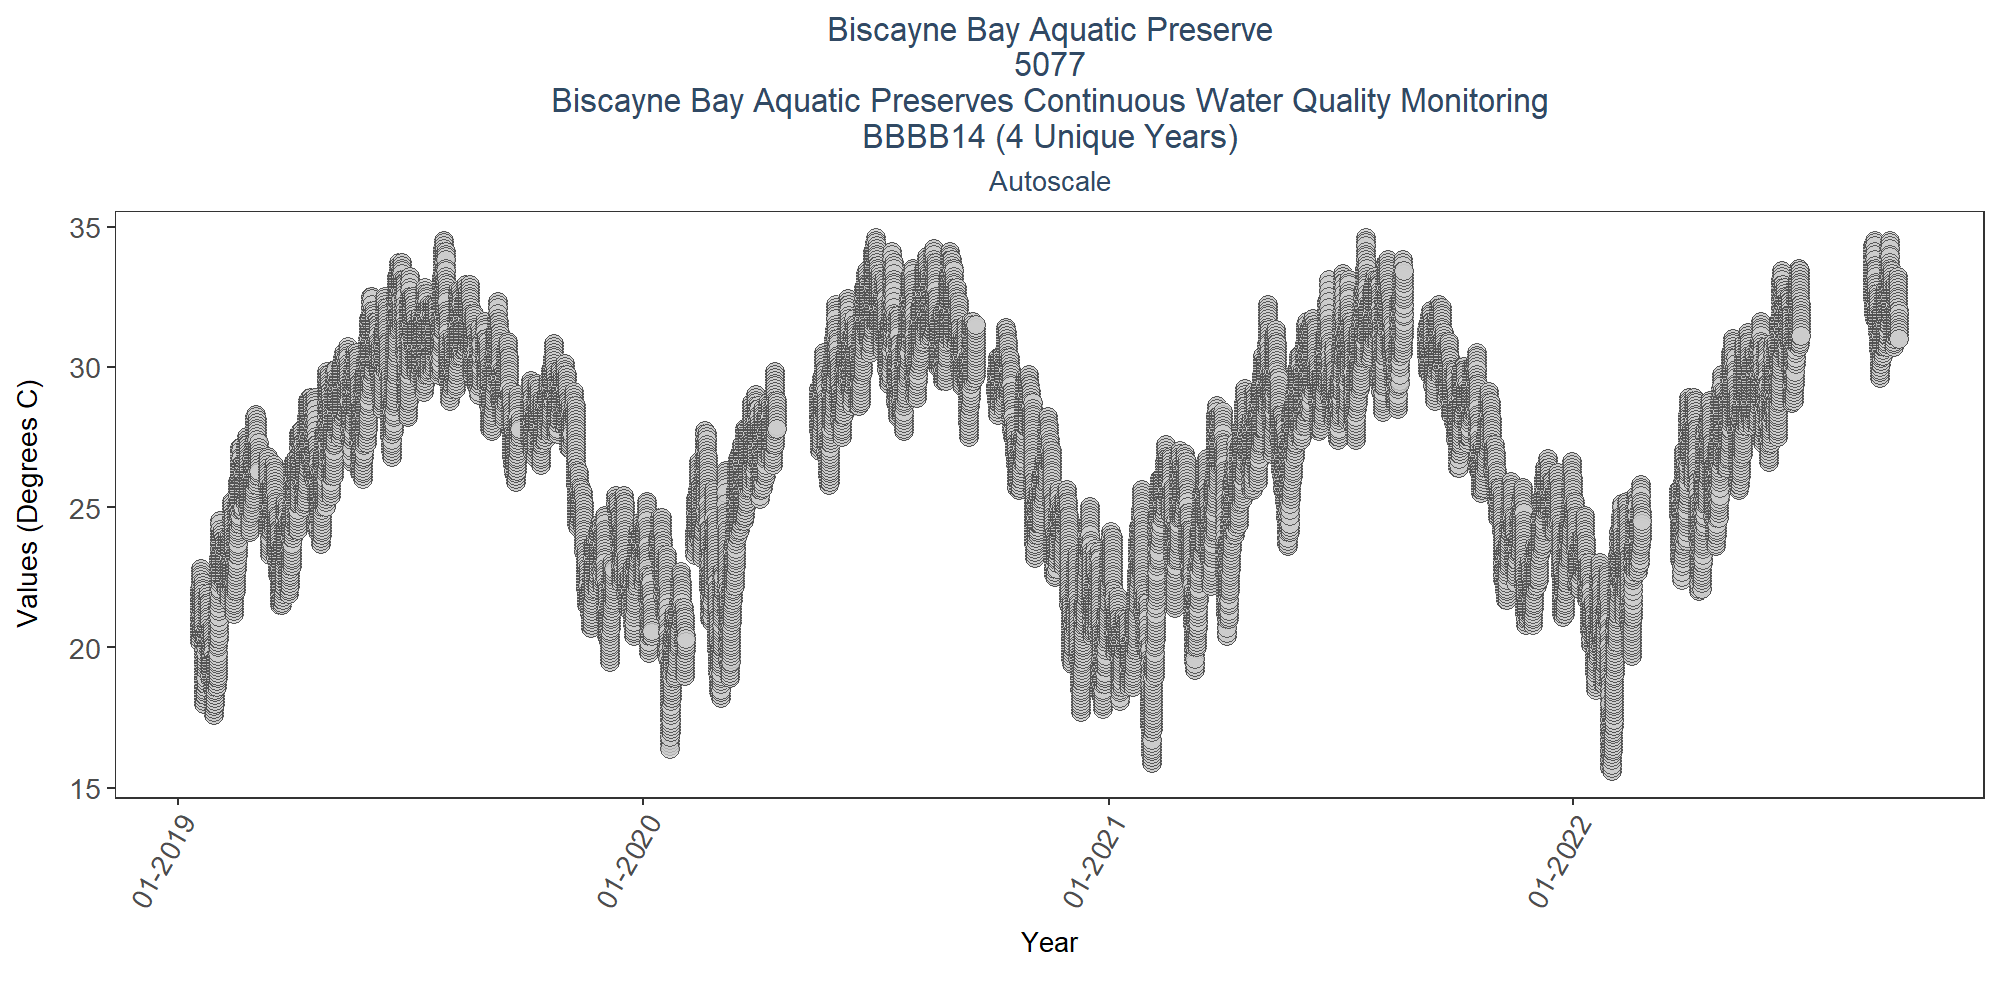 Biscayne Bay Aquatic Preserve
5077
Biscayne Bay Aquatic Preserves Continuous Water Quality Monitoring
BBBB14 (4 Unique Years)
Autoscale
Values (Degrees C)
35
30
25
20
15
01-2019
01-2020
01-2021
01-2022
Year